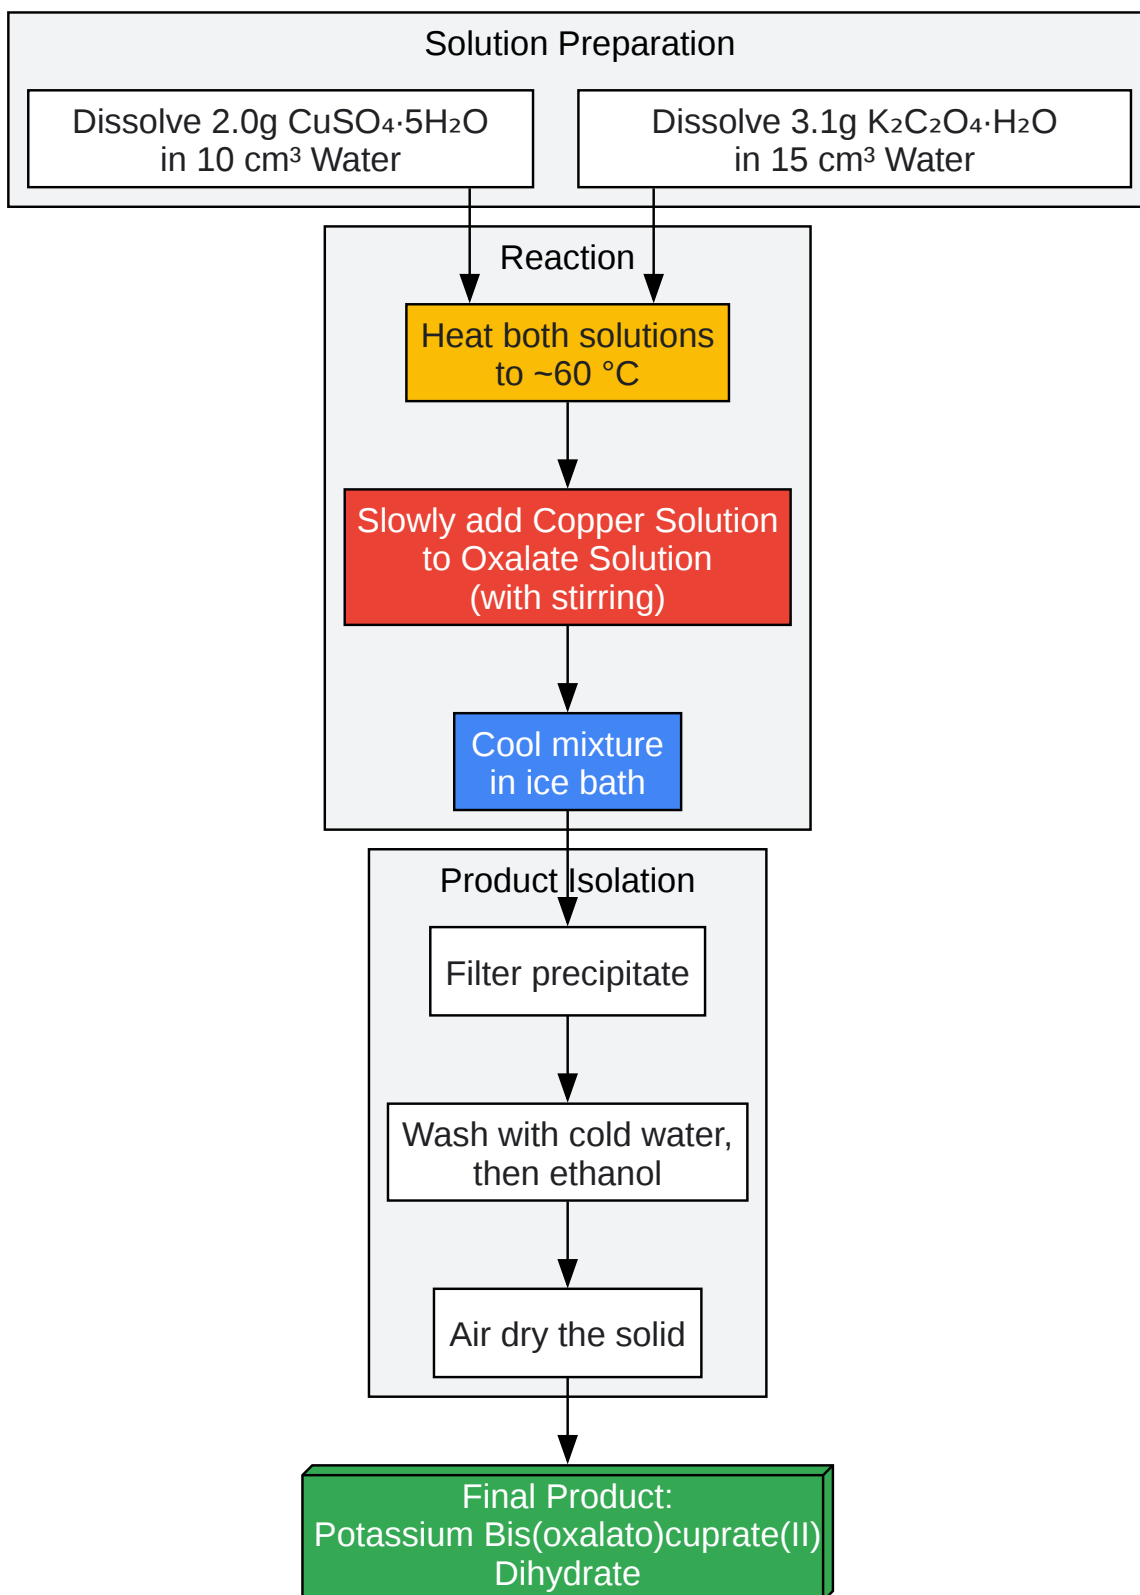 Solution Preparation
Dissolve 2.0g CuSO₄·5H₂O
in 10 cm³ Water
Dissolve 3.1g K₂C₂O₄·H₂O
in 15 cm³ Water
Reaction
Heat both solutions
to ~60 °C
Slowly add Copper Solution
to Oxalate Solution
(with stirring)
Cool mixture
in ice bath
Product Isolation
Filter precipitate
Wash with cold water,
then ethanol
Air dry the solid
Final Product:
Potassium Bis(oxalato)cuprate(II)
Dihydrate